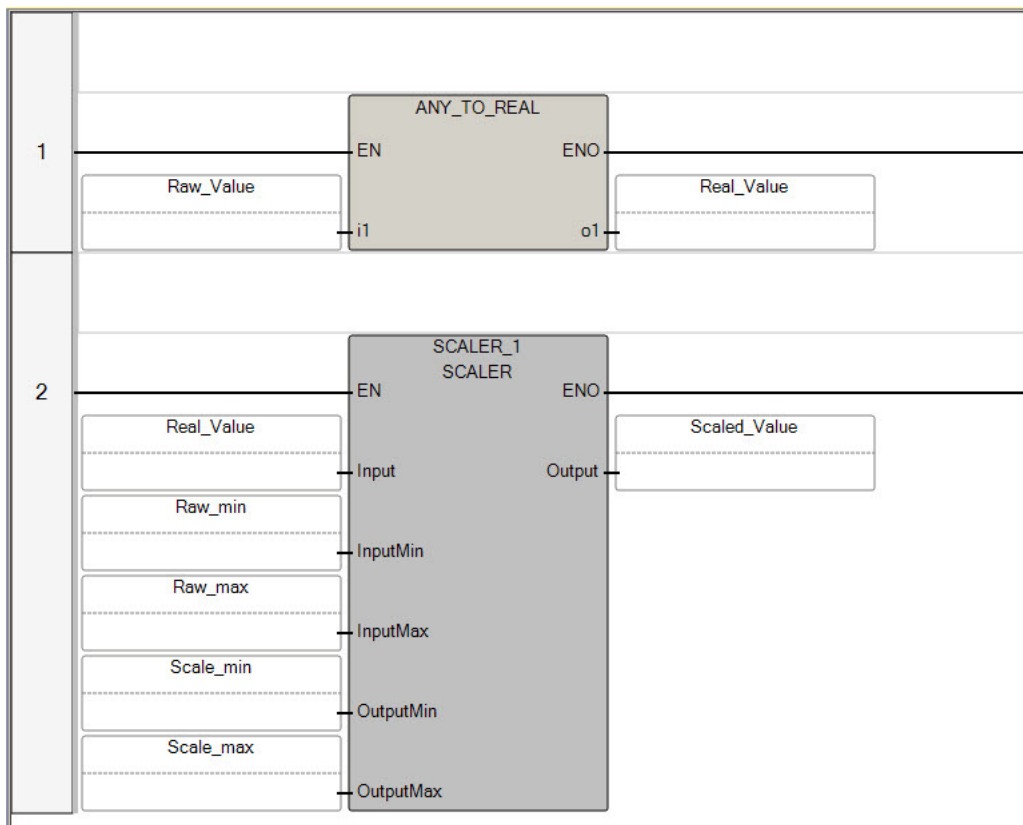 ANY_TO_REAL
1
EN
ENO
Raw_Value
Real_Value
i1
o1
SCALER_1
SCALER
2
EN
ENO
Real_Value
Scaled_Value
Input
Output
Raw_min
InputMin
Raw_max
InputMax
Scale_min
OutputMin
Scale_max
OutputMax